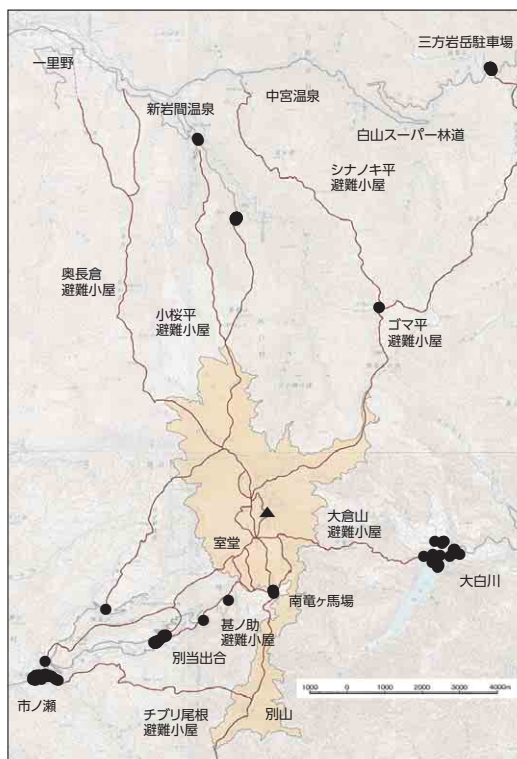 三方岩岳駐車場
一里野
中宮温泉
新岩間温泉
白山スーパー林道
シナノキ平
避難小屋
奥長倉
避難小屋
小桜平
避難小屋
ゴマ平
避難小屋
大倉山
避難小屋
室堂
大白川
南竜ヶ馬場
甚ノ助
避難小屋
別当出合
市ノ瀬
チブリ尾根
避難小屋
別山
1000 0 1000 2000 3000 4000m